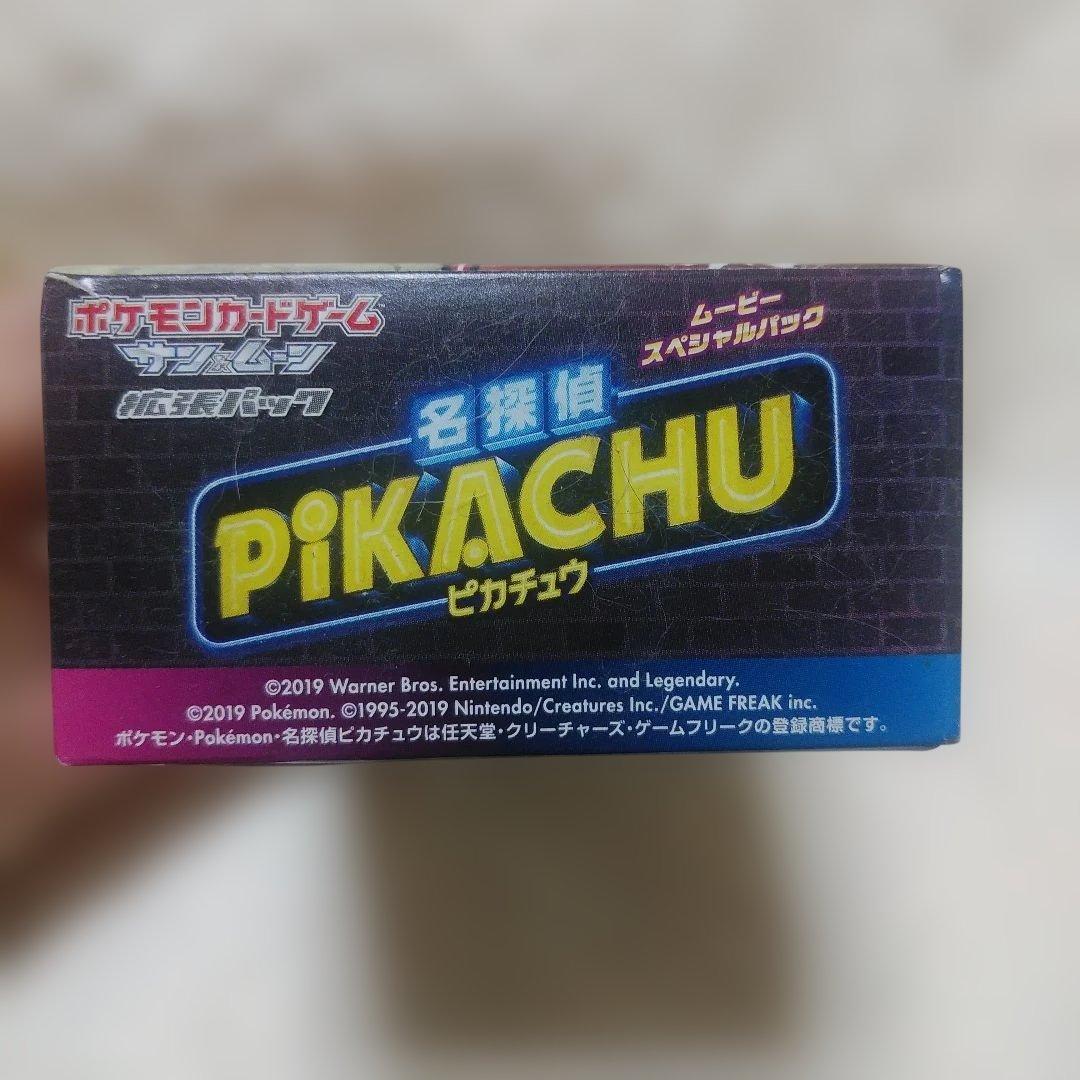 ポケモンカードゲーム
サン&ムーン
拡張パック
ムービー
スペシャルパック
名探偵
PiKACHU
ピカチュウ
©2019 Warner Bros. Entertainment Inc. and Legendary.
©2019 Pokémon. ©1995-2019 Nintendo/Creatures Inc./GAME FREAK inc.
ポケモン・Pokémon・名探偵ピカチュウは任天堂・クリーチャーズ・ゲームフリークの登録商標です。